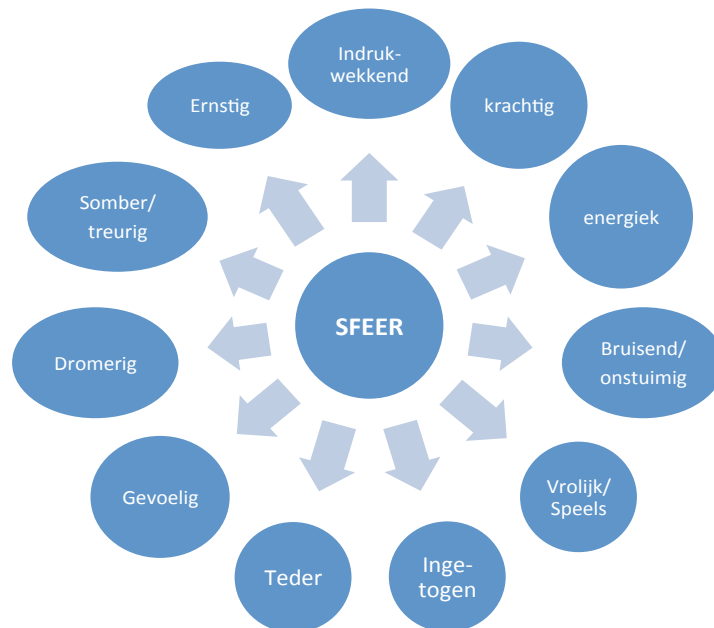 Indruk-
wekkend
krachtig
energiek
Bruisend/
onstuimig
Vrolijk/
Speels
Inge-
togen
Teder
Gevoelig
Dromerig
Somber/
treurig
Ernstig
SFEER